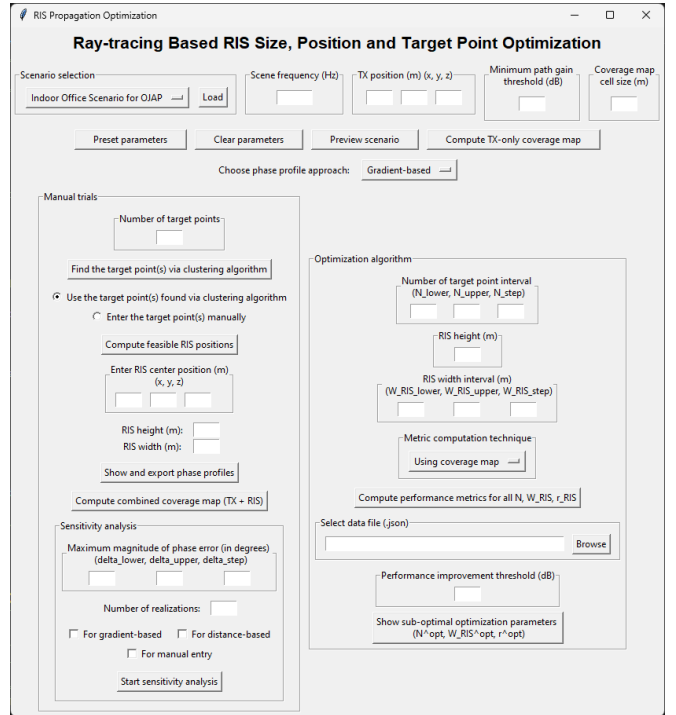 RIS Propagation Optimization
Ray-tracing Based RIS Size, Position and Target Point Optimization
Scenario selection
Indoor Office Scenario for OJAP
Load
Scene frequency (Hz)
TX position (m) (x, y, z)
Minimum path gain
threshold (dB)
Coverage map
cell size (m)
Preset parameters
Clear parameters
Preview scenario
Compute TX-only coverage map
Choose phase profile approach:
Gradient-based
Manual trials
Number of target points
Find the target point(s) via clustering algorithm
Use the target point(s) found via clustering algorithm
Enter the target point(s) manually
Compute feasible RIS positions
Enter RIS center position (m)
(x, y, z)
RIS height (m):
RIS width (m):
Show and export phase profiles
Compute combined coverage map (TX + RIS)
Sensitivity analysis
Maximum magnitude of phase error (in degrees)
(delta_lower, delta_upper, delta_step)
Number of realizations:
For gradient-based
For distance-based
For manual entry
Start sensitivity analysis
Optimization algorithm
Number of target point interval
(N_lower, N_upper, N_step)
RIS height (m)
RIS width interval (m)
(W_RIS_lower, W_RIS_upper, W_RIS_step)
Metric computation technique
Using coverage map
Compute performance metrics for all N, W_RIS, r_RIS
Select data file (.json)
Browse
Performance improvement threshold (dB)
Show sub-optimal optimization parameters
(N^opt, W_RIS^opt, r^opt)